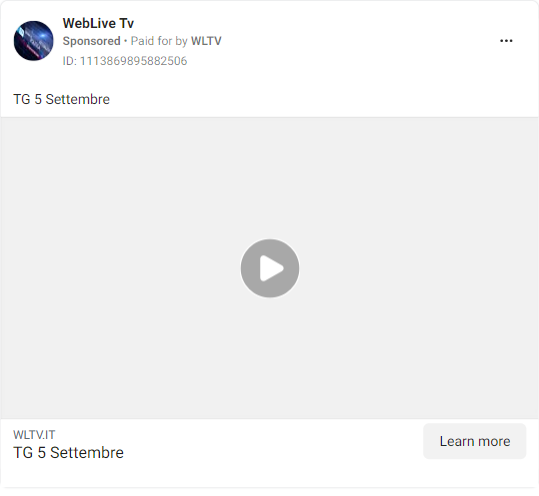 WebLive Tv
Sponsored • Paid for by WLTV
ID: 1113869895882506
TG 5 Settembre
WLTV.IT
TG 5 Settembre
Learn more